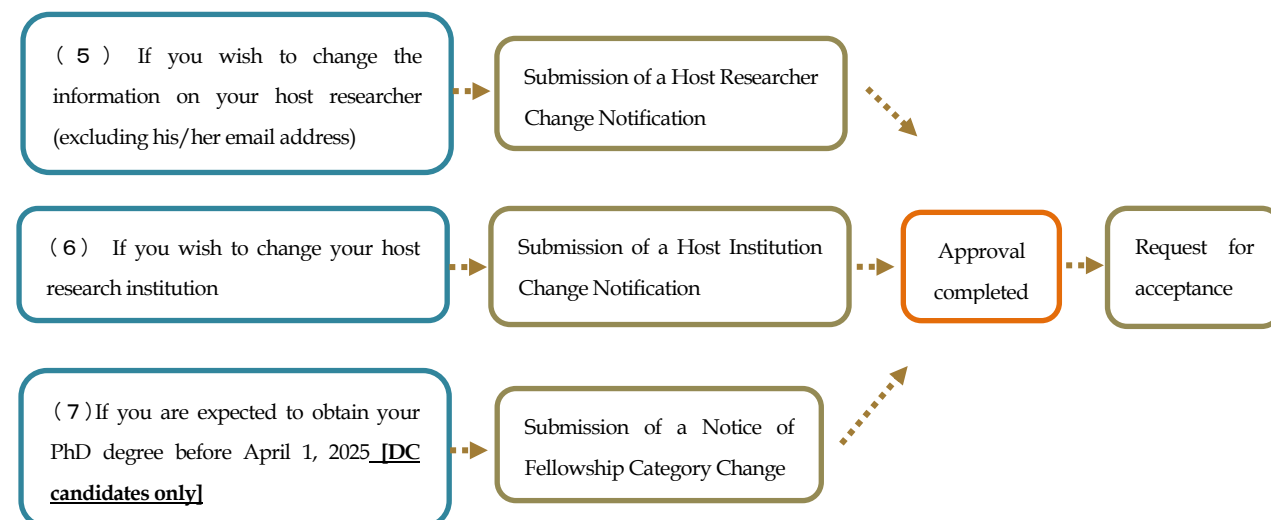 （５） If you wish to change the
information on your host researcher
(excluding his/her email address)
Submission of a Host Researcher
Change Notification
（６） If you wish to change your host
research institution
Submission of a Host Institution
Change Notification
Approval
completed
Request for
acceptance
（７）If you are expected to obtain your
PhD degree before April 1, 2025 [DC
candidates only]
Submission of a Notice of
Fellowship Category Change